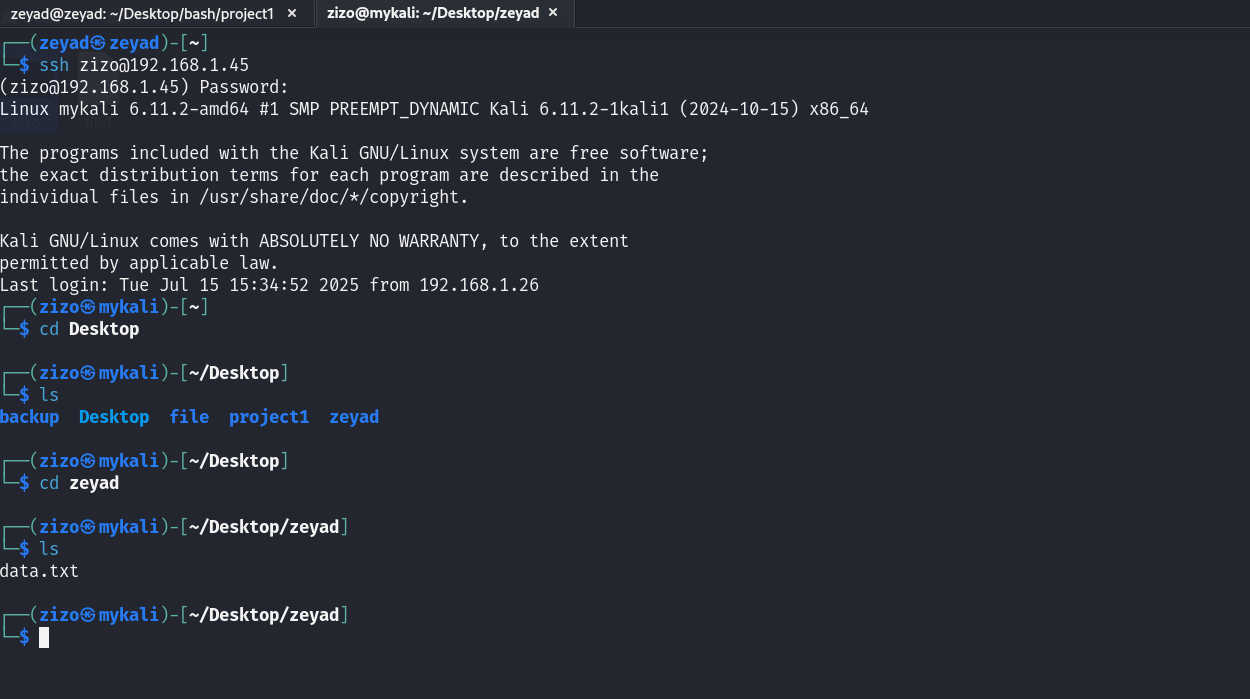 zeyad@zeyad: ~/Desktop/bash/project1 × zizo@mykali: ~/Desktop/zeyad ×
┌──(zeyad㉿zeyad)-[~]
└─$ ssh zizo@192.168.1.45
(zizo@192.168.1.45) Password:
Linux mykali 6.11.2-amd64 #1 SMP PREEMPT_DYNAMIC Kali 6.11.2-1kali1 (2024-10-15) x86_64
The programs included with the Kali GNU/Linux system are free software;
the exact distribution terms for each program are described in the
individual files in /usr/share/doc/*/copyright.
Kali GNU/Linux comes with ABSOLUTELY NO WARRANTY, to the extent
permitted by applicable law.
Last login: Tue Jul 15 15:34:52 2025 from 192.168.1.26
┌──(zizo㉿mykali)-[~]
└─$ cd Desktop
┌──(zizo㉿mykali)-[~/Desktop]
└─$ ls
backup Desktop file project1 zeyad
┌──(zizo㉿mykali)-[~/Desktop]
└─$ cd zeyad
┌──(zizo㉿mykali)-[~/Desktop/zeyad]
└─$ ls
data.txt
┌──(zizo㉿mykali)-[~/Desktop/zeyad]
└─$